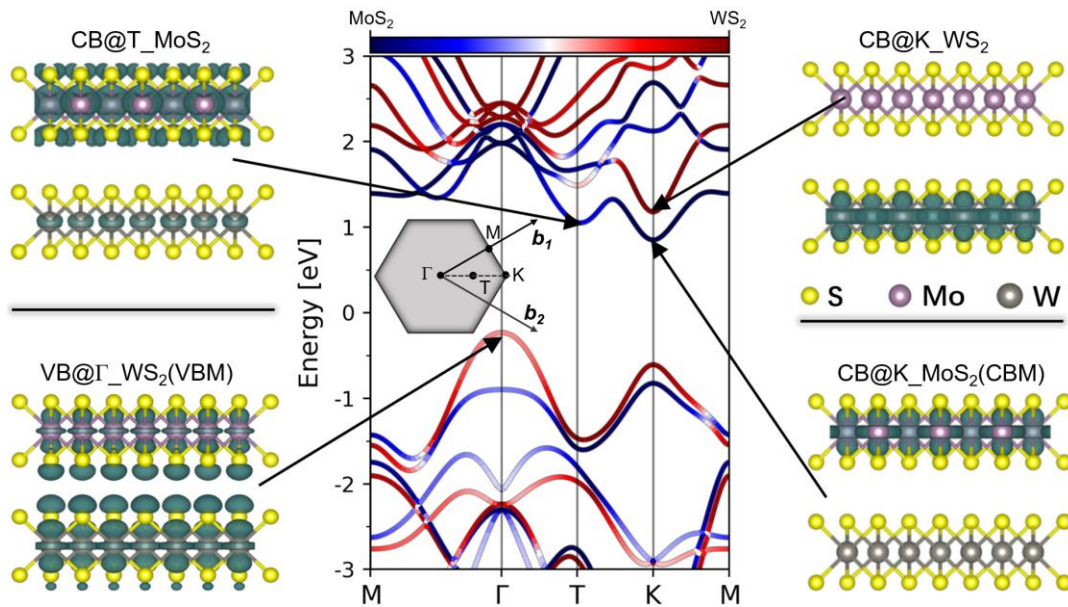 MoS₂ WS₂
CB@T_MoS₂
CB@K_WS₂
Energy [eV]
3
2
1
0
-1
-2
-3
M
b₁
Γ
T
K
b₂
S Mo W
VB@Γ_WS₂(VBM)
CB@K_MoS₂(CBM)
M Γ T K M